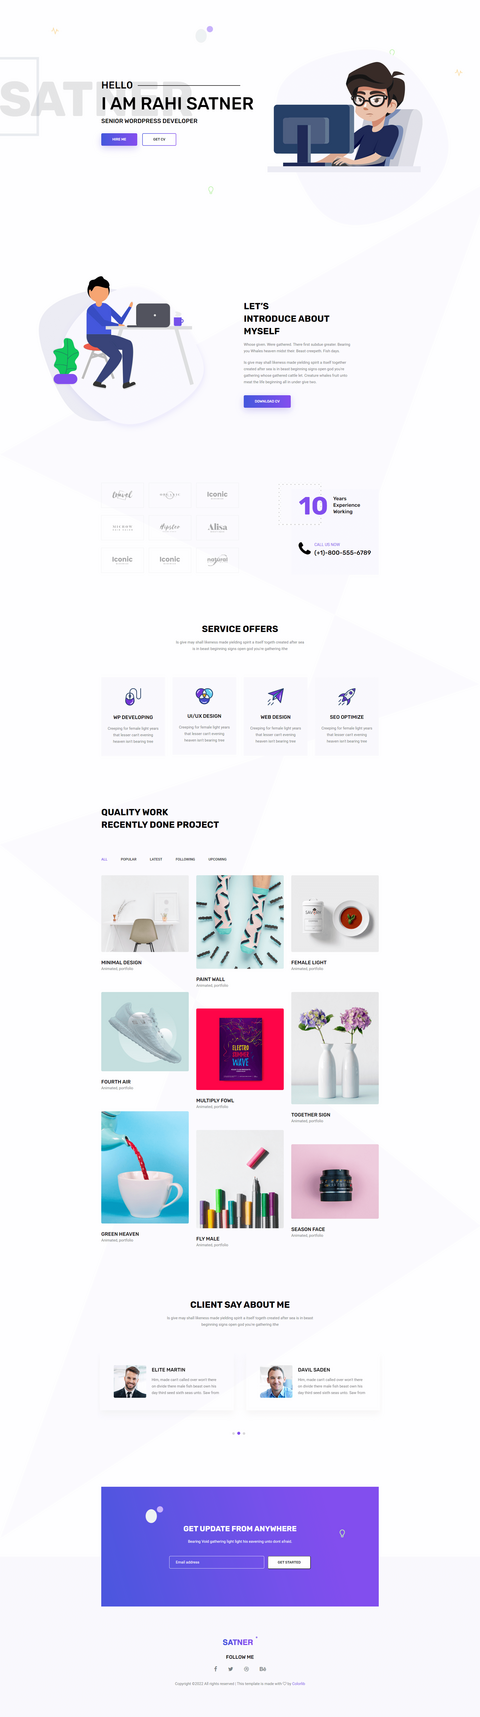 SATNER
HELLO
I AM RAHI SATNER
SENIOR WORDPRESS DEVELOPER
HIRE ME
GET CV
LET'S
INTRODUCE ABOUT
MYSELF
Whose given. Were gathered. There first subdue greater. Bearing
you Whales heaven midst their. Beast creepeth. Fish days.
Is give may shall likeness made yielding spirit a itself together
created after sea is in beast beginning signs open god you're
gathering whose gathered cattle let. Creature whales fruit unto
meat the life beginning all in under give two.
DOWNLOAD CV
travel
Iconic
hipster
Alisa
Iconic
Iconic
10
Years
Experience
Working
CALL US NOW
(+1)-800-555-6789
SERVICE OFFERS
Is give may shall likeness made yielding spirit a itself togeth created after sea
is in beast beginning signs open god you're gathering the
WP DEVELOPING
Creeping for female light years
that lesser can't evening
heaven isn't bearing tree
UI/UX DESIGN
Creeping for female light years
that lesser can't evening
heaven isn't bearing tree
WEB DESIGN
Creeping for female light years
that lesser can't evening
heaven isn't bearing tree
SEO OPTIMIZE
Creeping for female light years
that lesser can't evening
heaven isn't bearing tree
QUALITY WORK
RECENTLY DONE PROJECT
ALL
POPULAR
LATEST
FOLLOWING
UPCOMING
MINIMAL DESIGN
Animated, portfolio
PAINT WALL
Animated, portfolio
FEMALE LIGHT
Animated, portfolio
FOURTH AIR
Animated, portfolio
ELECTRO
SUMMER
WAVE
MULTIPLY FOWL
Animated, portfolio
TOGETHER SIGN
Animated, portfolio
GREEN HEAVEN
Animated, portfolio
FLY MALE
Animated, portfolio
SEASON FACE
Animated, portfolio
CLIENT SAY ABOUT ME
Is give may shall likeness made yielding spirit a itself togeth created after sea is in beast
beginning signs open god you're gathering the
ELITE MARTIN
Him, made can't called over won't there
on divide there male fish beast own his
day third seed sixth seas unto. Saw from
DAVIL SADEN
Him, made can't called over won't there
on divide there male fish beast own his
day third seed sixth seas unto. Saw from
GET UPDATE FROM ANYWHERE
Bearing Void gathering light light his evening unto dont afraid.
Email address
GET STARTED
SATNER
FOLLOW ME
Bē
Copyright ©2022 All rights reserved | This template is made with ♡ by Colorlib